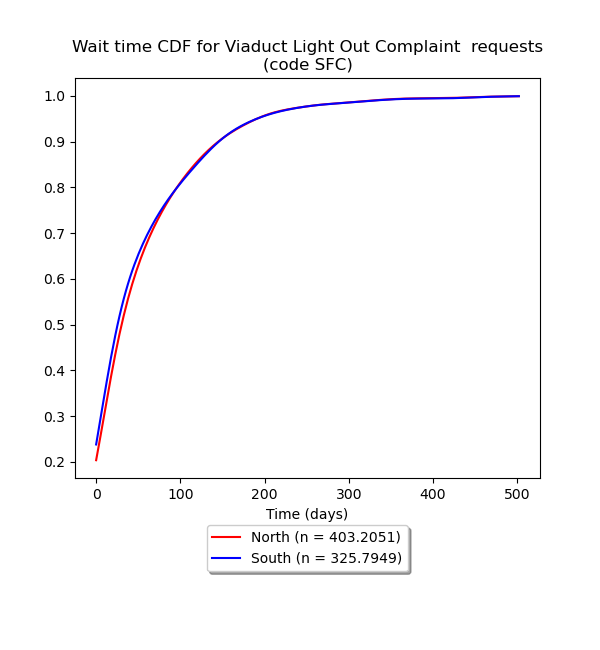 Wait time CDF for Viaduct Light Out Complaint  requests
(code SFC)
1.0
0.9
0.8
0.7
0.6
0.5
0.4
0.3
0.2
0 100 200 300 400 500
Time (days)
North (n = 403.2051)
South (n = 325.7949)